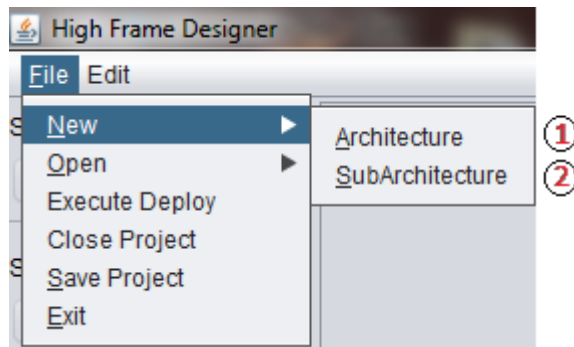 High Frame Designer
File Edit
New
Architecture 1
Open
SubArchitecture 2
Execute Deploy
Close Project
Save Project
Exit